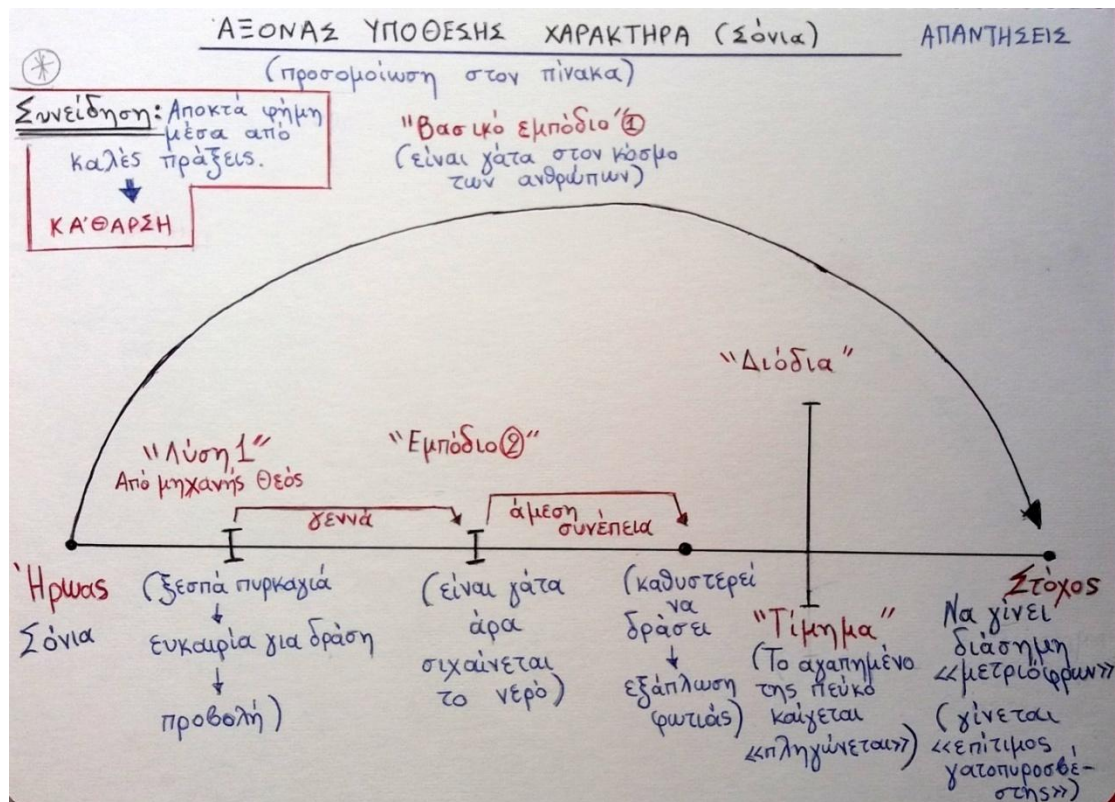 ΑΞΟΝΑΣ ΥΠΟΘΕΣΗΣ ΧΑΡΑΚΤΗΡΑ (Σόνια)
ΑΠΑΝΤΗΣΕΙΣ
(προσομοίωση στον πίνακα)
Συνείδηση: Αποκτά φήμη
μέσα από
καλές πράξεις.
ΚΑ'ΘΑΡΣΗ
"Βασικό εμπόδιο" ①
(είναι γάτα στον κόσμο
των ανθρώπων)
"Διόδια"
"Λύση 1"
Από μηχανής Θεός
"Εμπόδιο②"
γεννά
άμεση
συνέπεια
Ήρωας
Σόνια
(ξεσπά πυρκαγιά
ευκαιρία για δράση
προβολή)
(είναι γάτα
άρα
σιχαίνεται
το νερό)
(καθυστερεί
να
δράσει
εξάπλωση
φωτιάς)
"Τίμημα"
(Το αγαπημένο
της πεύκο
καίγεται
«πληγώνεται»)
Στόχος
Να γίνει
διάσημη
«μετριόφρων»
(γίνεται
«επίτιμος
γατοπυροσβέ-
στης»)